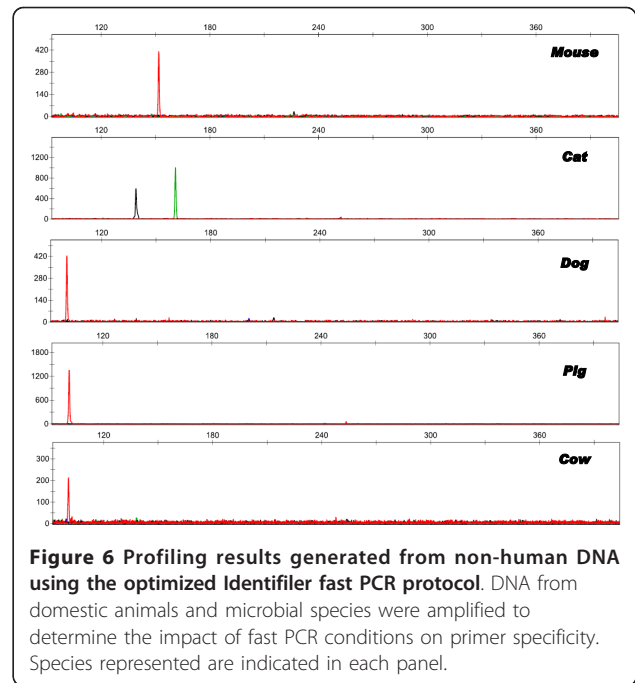 120 180 240 300 360
420
280
140
0
Mouse
120 180 240 300 360
1200
800
400
0
Cat
120 180 240 300 360
420
280
140
0
Dog
120 180 240 300 360
1800
1200
600
0
Pig
120 180 240 300 360
300
200
100
0
Cow
Figure 6 Profiling results generated from non-human DNA
using the optimized Identifiler fast PCR protocol. DNA from
domestic animals and microbial species were amplified to
determine the impact of fast PCR conditions on primer specificity.
Species represented are indicated in each panel.